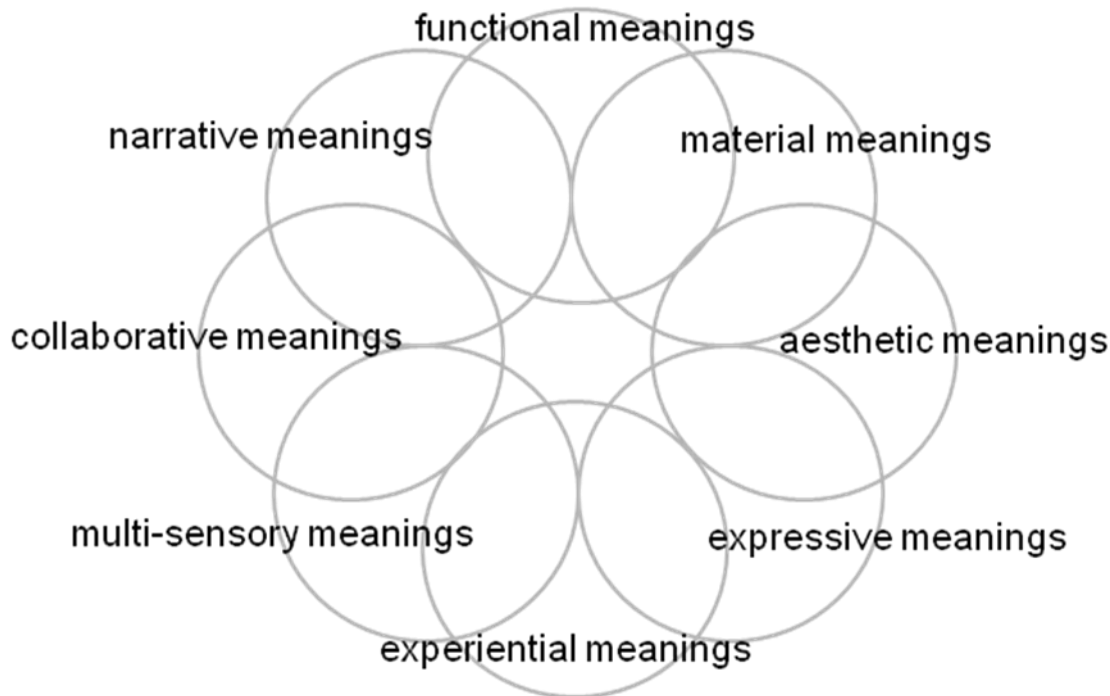 functional meanings
narrative meanings
material meanings
collaborative meanings
aesthetic meanings
multi-sensory meanings
expressive meanings
experiential meanings